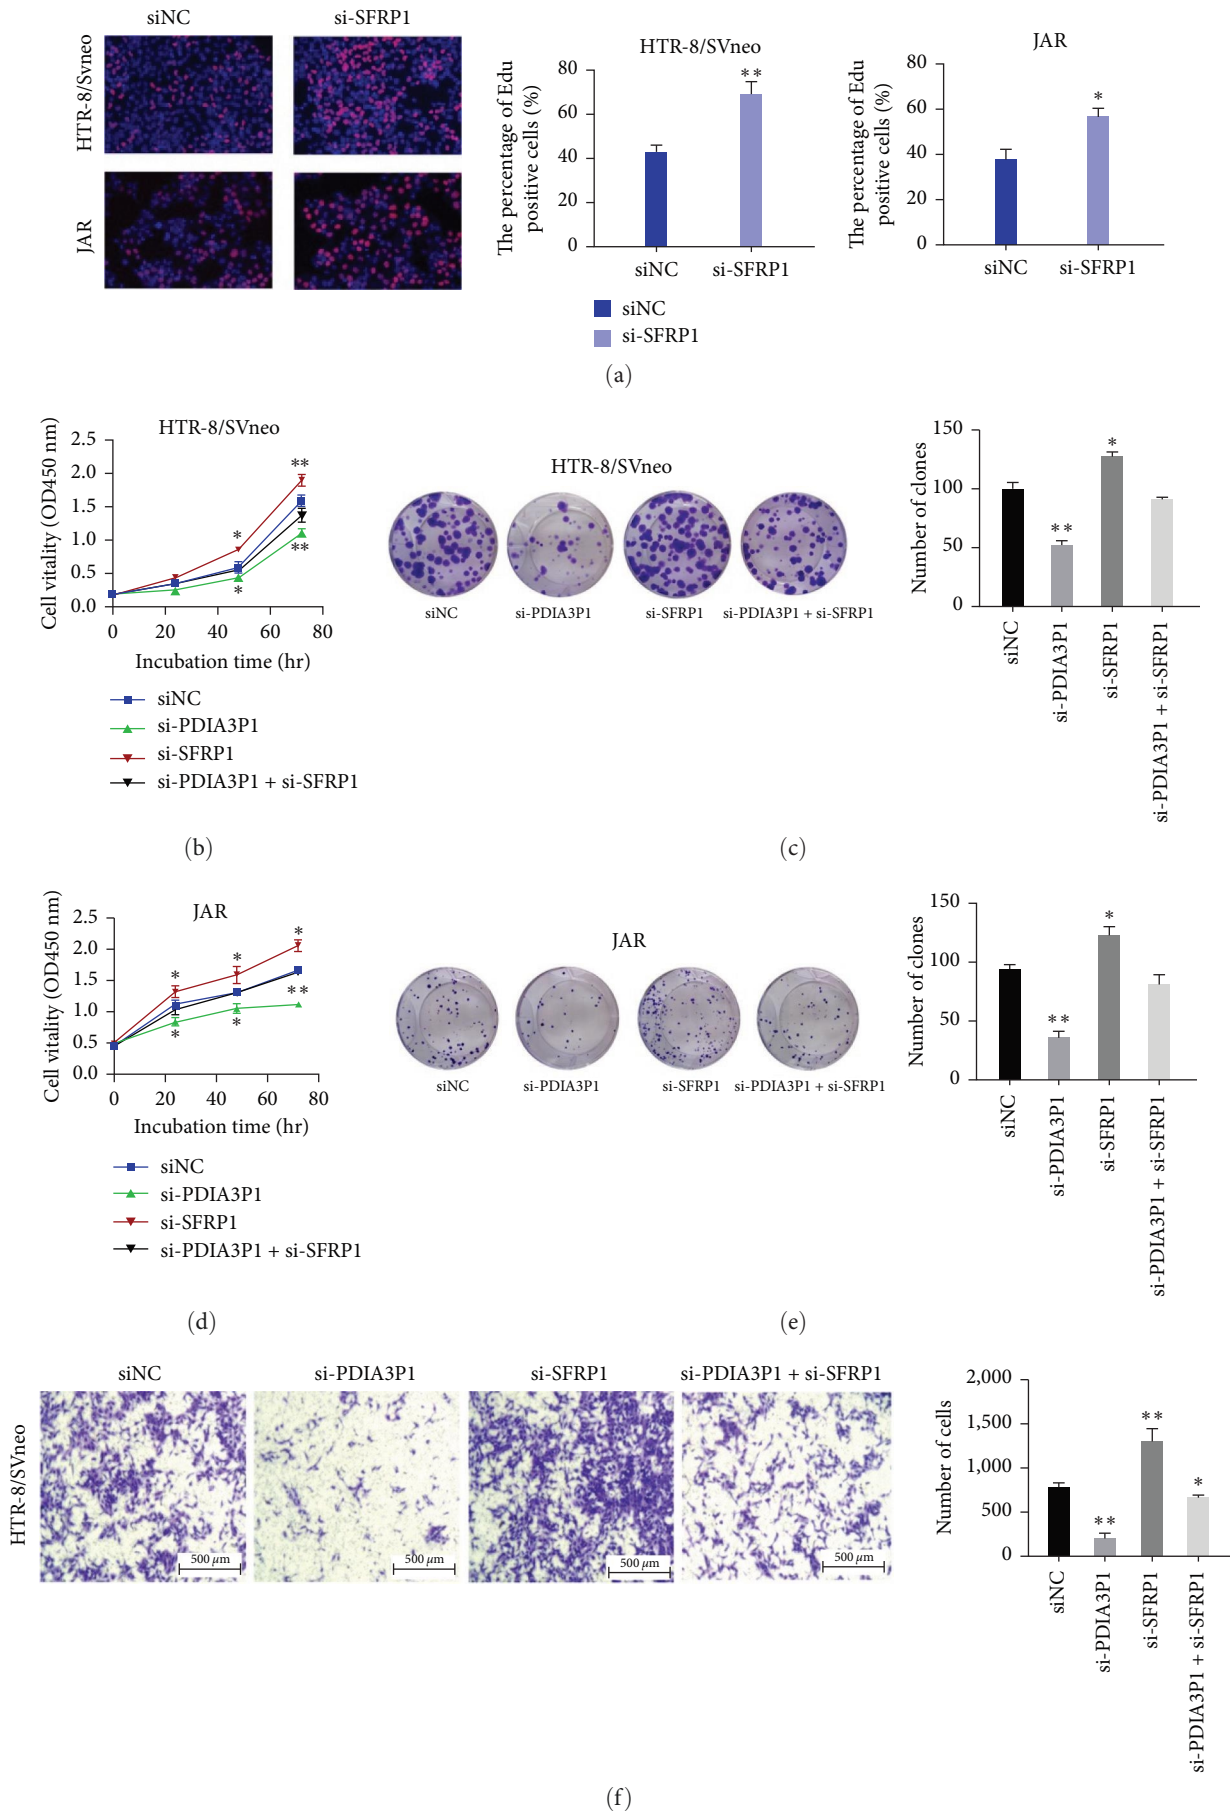 siNC
si-SFRP1
HTR-8/Svneo
JAR
HTR-8/SVneo
The percentage of Edu
positive cells (%)
80
60
40
20
0
**
siNC
si-SFRP1
siNC
si-SFRP1
JAR
The percentage of Edu
positive cells (%)
80
60
40
20
0
*
siNC
si-SFRP1
(a)
HTR-8/SVneo
Cell vitality (OD450 nm)
2.5
2.0
1.5
1.0
0.5
0.0
**
*
**
*
0 20 40 60 80
Incubation time (hr)
siNC
si-PDIA3P1
si-SFRP1
si-PDIA3P1 + si-SFRP1
(b)
HTR-8/SVneo
siNC
si-PDIA3P1
si-SFRP1
si-PDIA3P1 + si-SFRP1
Number of clones
150
100
50
0
**
*
siNC
si-PDIA3P1
si-SFRP1
si-PDIA3P1 + si-SFRP1
(c)
JAR
Cell vitality (OD450 nm)
2.5
2.0
1.5
1.0
0.5
0.0
*
*
*
**
*
*
0 20 40 60 80
Incubation time (hr)
siNC
si-PDIA3P1
si-SFRP1
si-PDIA3P1 + si-SFRP1
(d)
JAR
siNC
si-PDIA3P1
si-SFRP1
si-PDIA3P1 + si-SFRP1
Number of clones
150
100
50
0
**
*
siNC
si-PDIA3P1
si-SFRP1
si-PDIA3P1 + si-SFRP1
(e)
siNC
si-PDIA3P1
si-SFRP1
si-PDIA3P1 + si-SFRP1
HTR-8/SVneo
500 μm
500 μm
500 μm
500 μm
Number of cells
2,000
1,500
1,000
500
0
**
**
*
siNC
si-PDIA3P1
si-SFRP1
si-PDIA3P1 + si-SFRP1
(f)